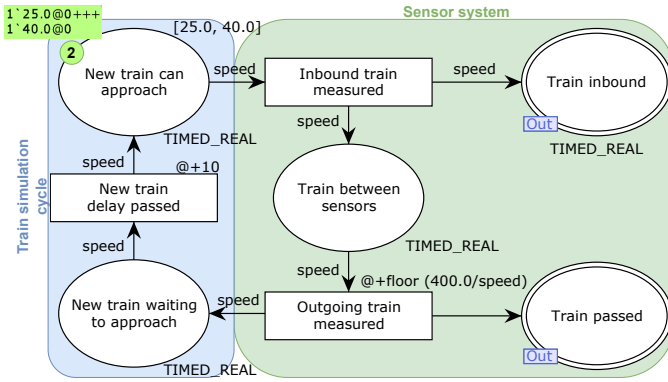 1`25.0@0+++
1`40.0@0
2
[25.0, 40.0]
Sensor system
New train can
approach
TIMED_REAL
speed
Inbound train
measured
speed
Train inbound
Out
TIMED_REAL
speed
speed
@+10
New train
delay passed
Train between
sensors
TIMED_REAL
Train simulation
cycle
speed
speed
@+floor (400.0/speed)
New train waiting
to approach
TIMED_REAL
speed
Outgoing train
measured
Train passed
Out